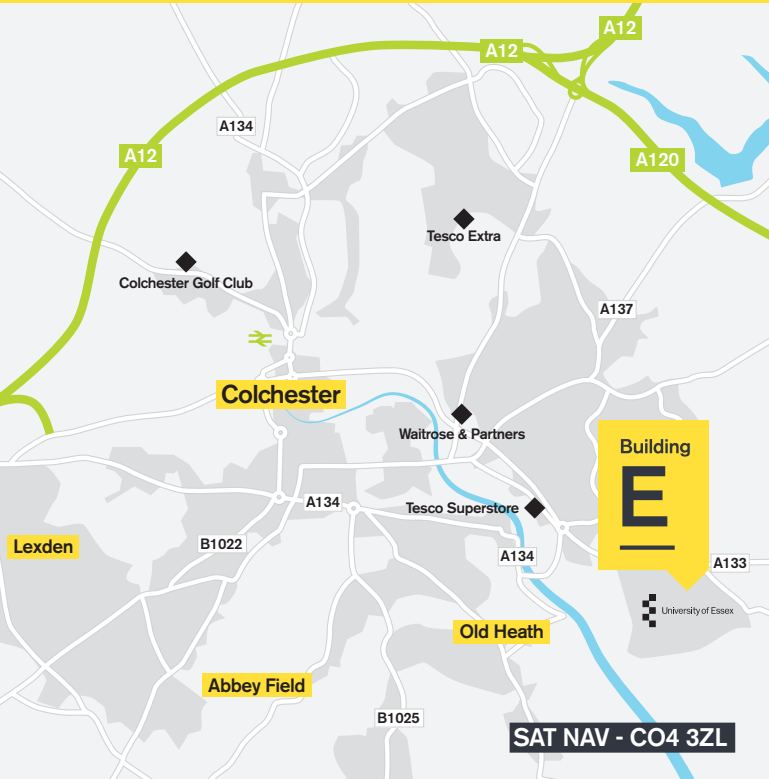 A12
A12
A134
A12
A120
Tesco Extra
Colchester Golf Club
A137
Colchester
Waitrose & Partners
Building
E
A134
Tesco Superstore
Lexden
B1022
A134
A133
University of Essex
Old Heath
Abbey Field
B1025
SAT NAV - CO4 3ZL